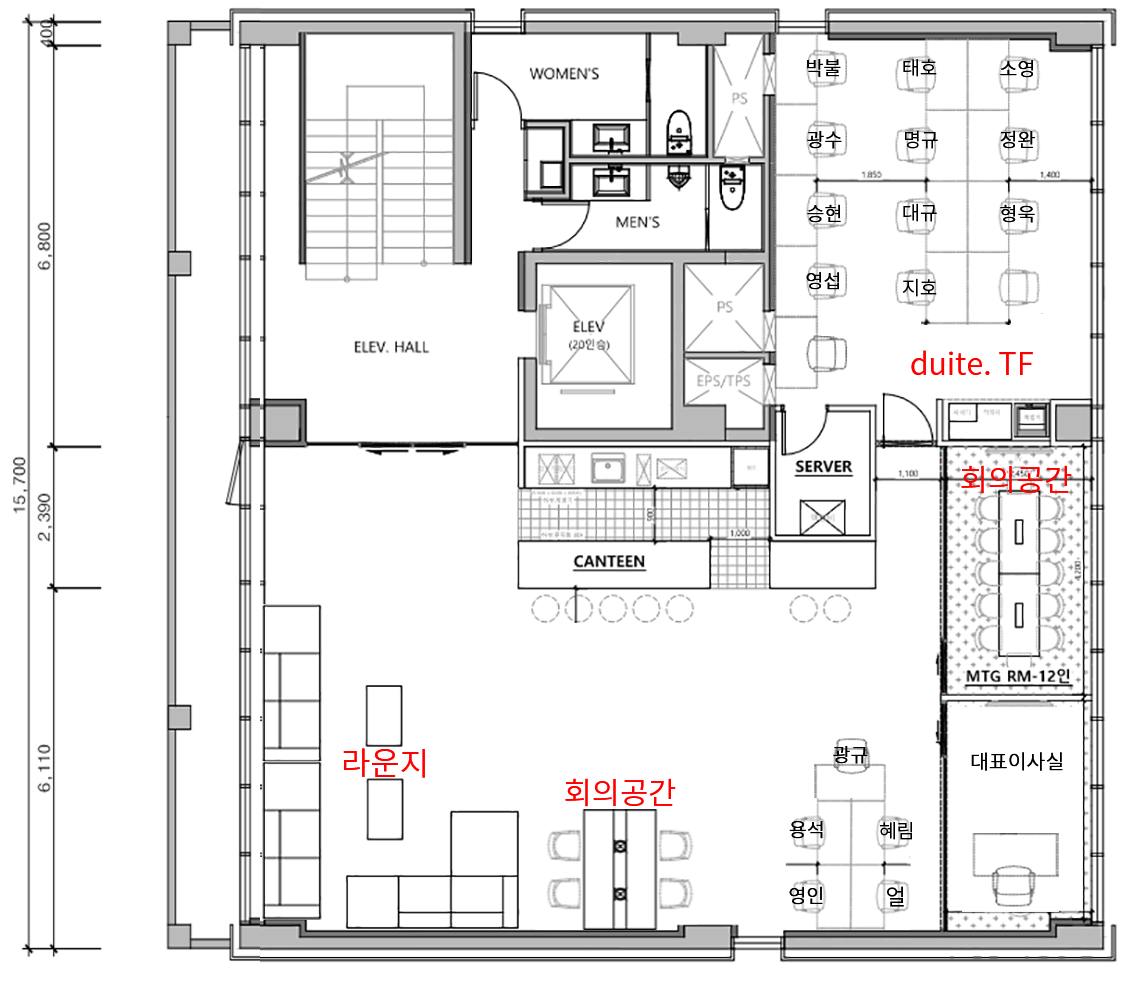 400
WOMEN'S
PS
박불
태호
소영
광수
명규
정완
1,850
1,400
MEN'S
승현
대규
형욱
6,800
영섭
지호
PS
ELEV
(20인승)
ELEV. HALL
duite. TF
EPS/TPS
15,700
2,390
SERVER
1,100
회의공간
1,000
CANTEEN
4,200
MTG RM-12인
6,110
라운지
회의공간
광규
대표이사실
용석
혜림
영인
얼